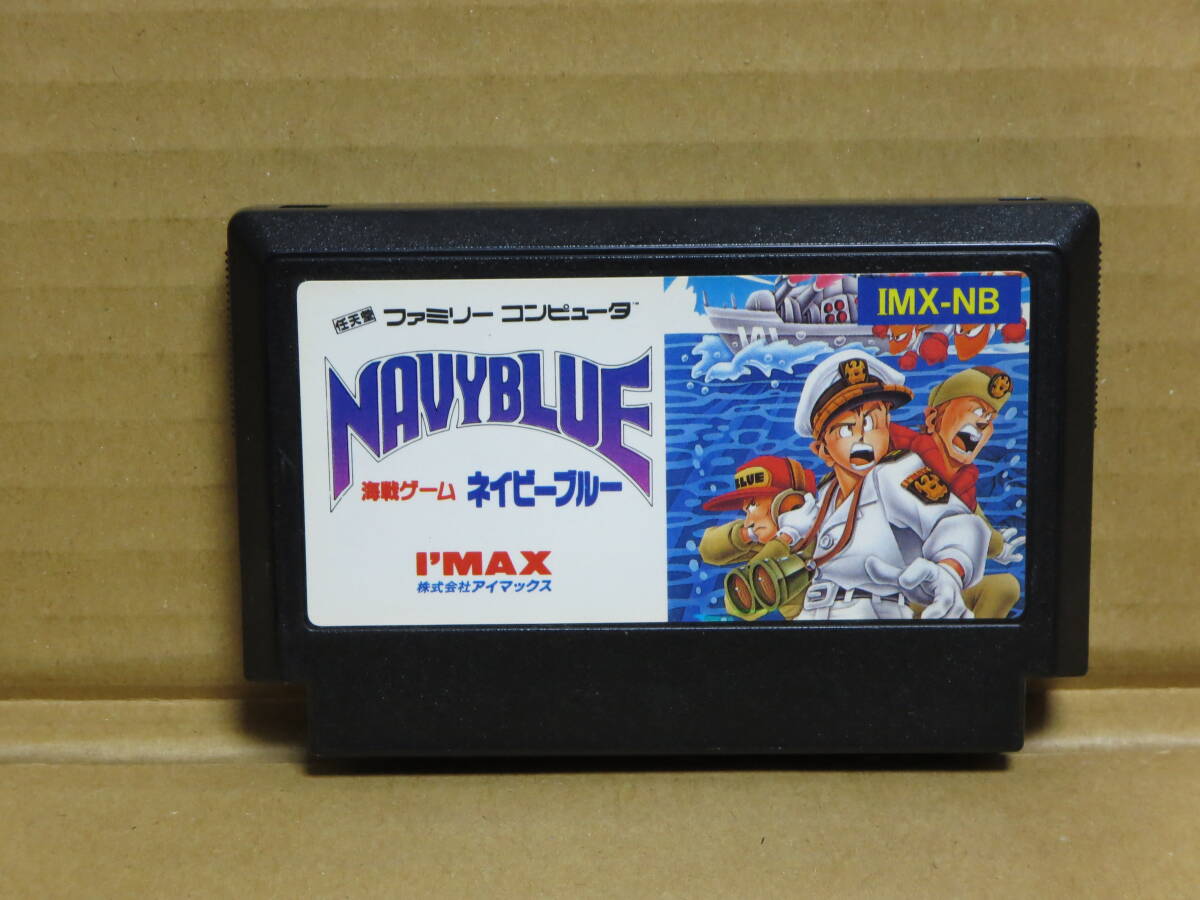 任天堂 ファミリー コンピュータ™
NAVYBLUE
海戦ゲーム ネイビーブルー
I'MAX
株式会社アイマックス
IMX-NB
BLUE